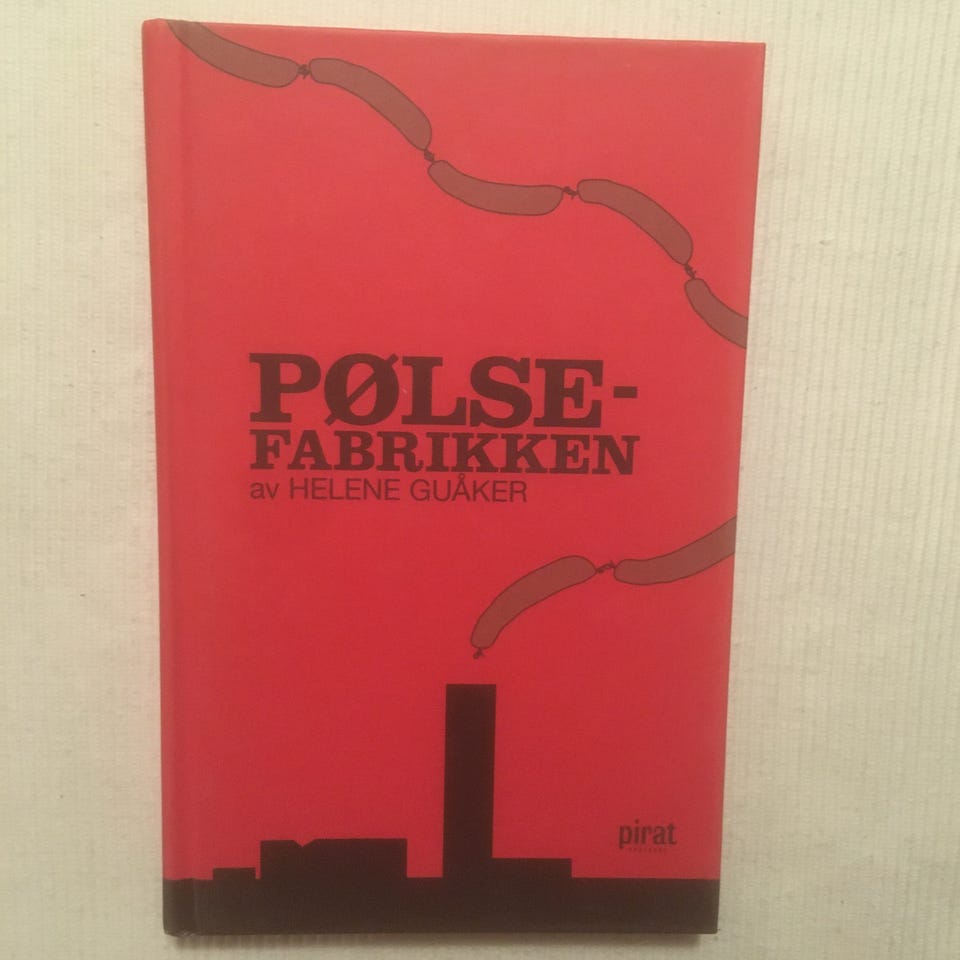 PØLSE-
FABRIKKEN
av HELENE GUÅKER
pirat